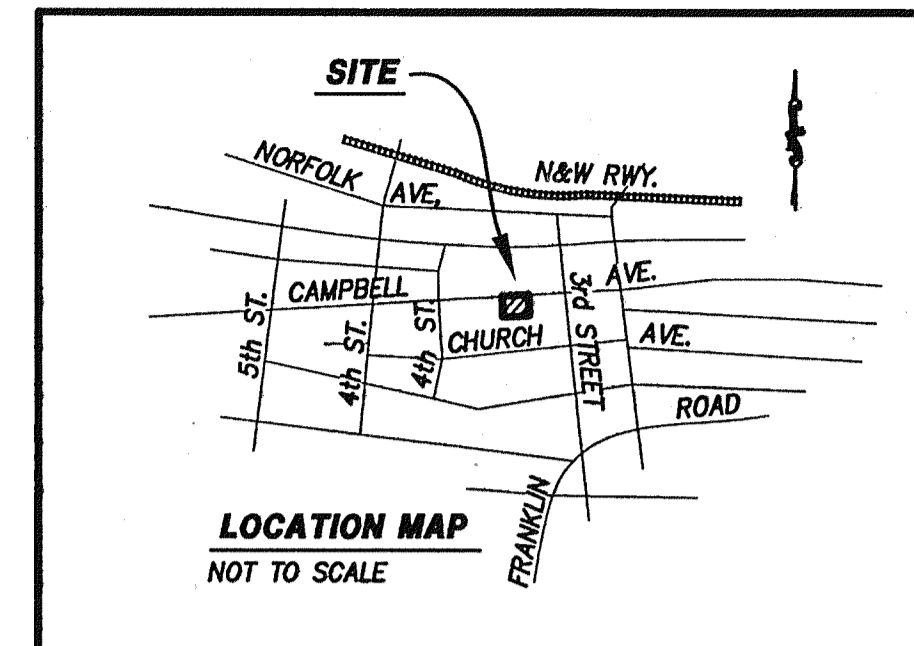 SITE
NORFOLK AVE,
N&W RWY.
CAMPBELL AVE.
5th ST.
4th ST.
4th ST.
CHURCH AVE.
3rd STREET
FRANKLIN ROAD
LOCATION MAP
NOT TO SCALE